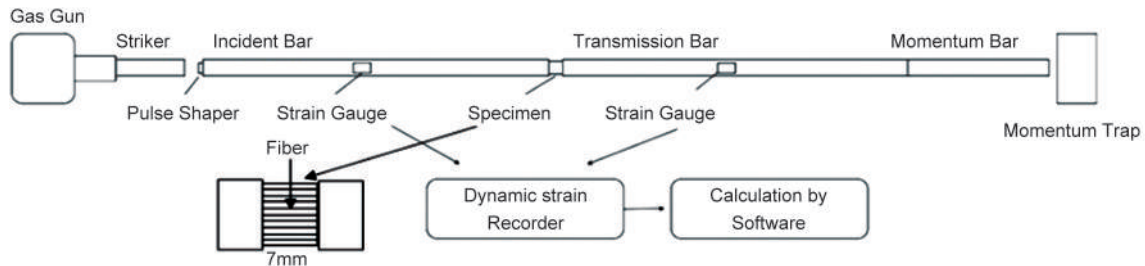 Gas Gun
Striker
Incident Bar
Transmission Bar
Momentum Bar
Pulse Shaper
Strain Gauge
Specimen
Strain Gauge
Momentum Trap
Fiber
7mm
Dynamic strain
Recorder
Calculation by
Software